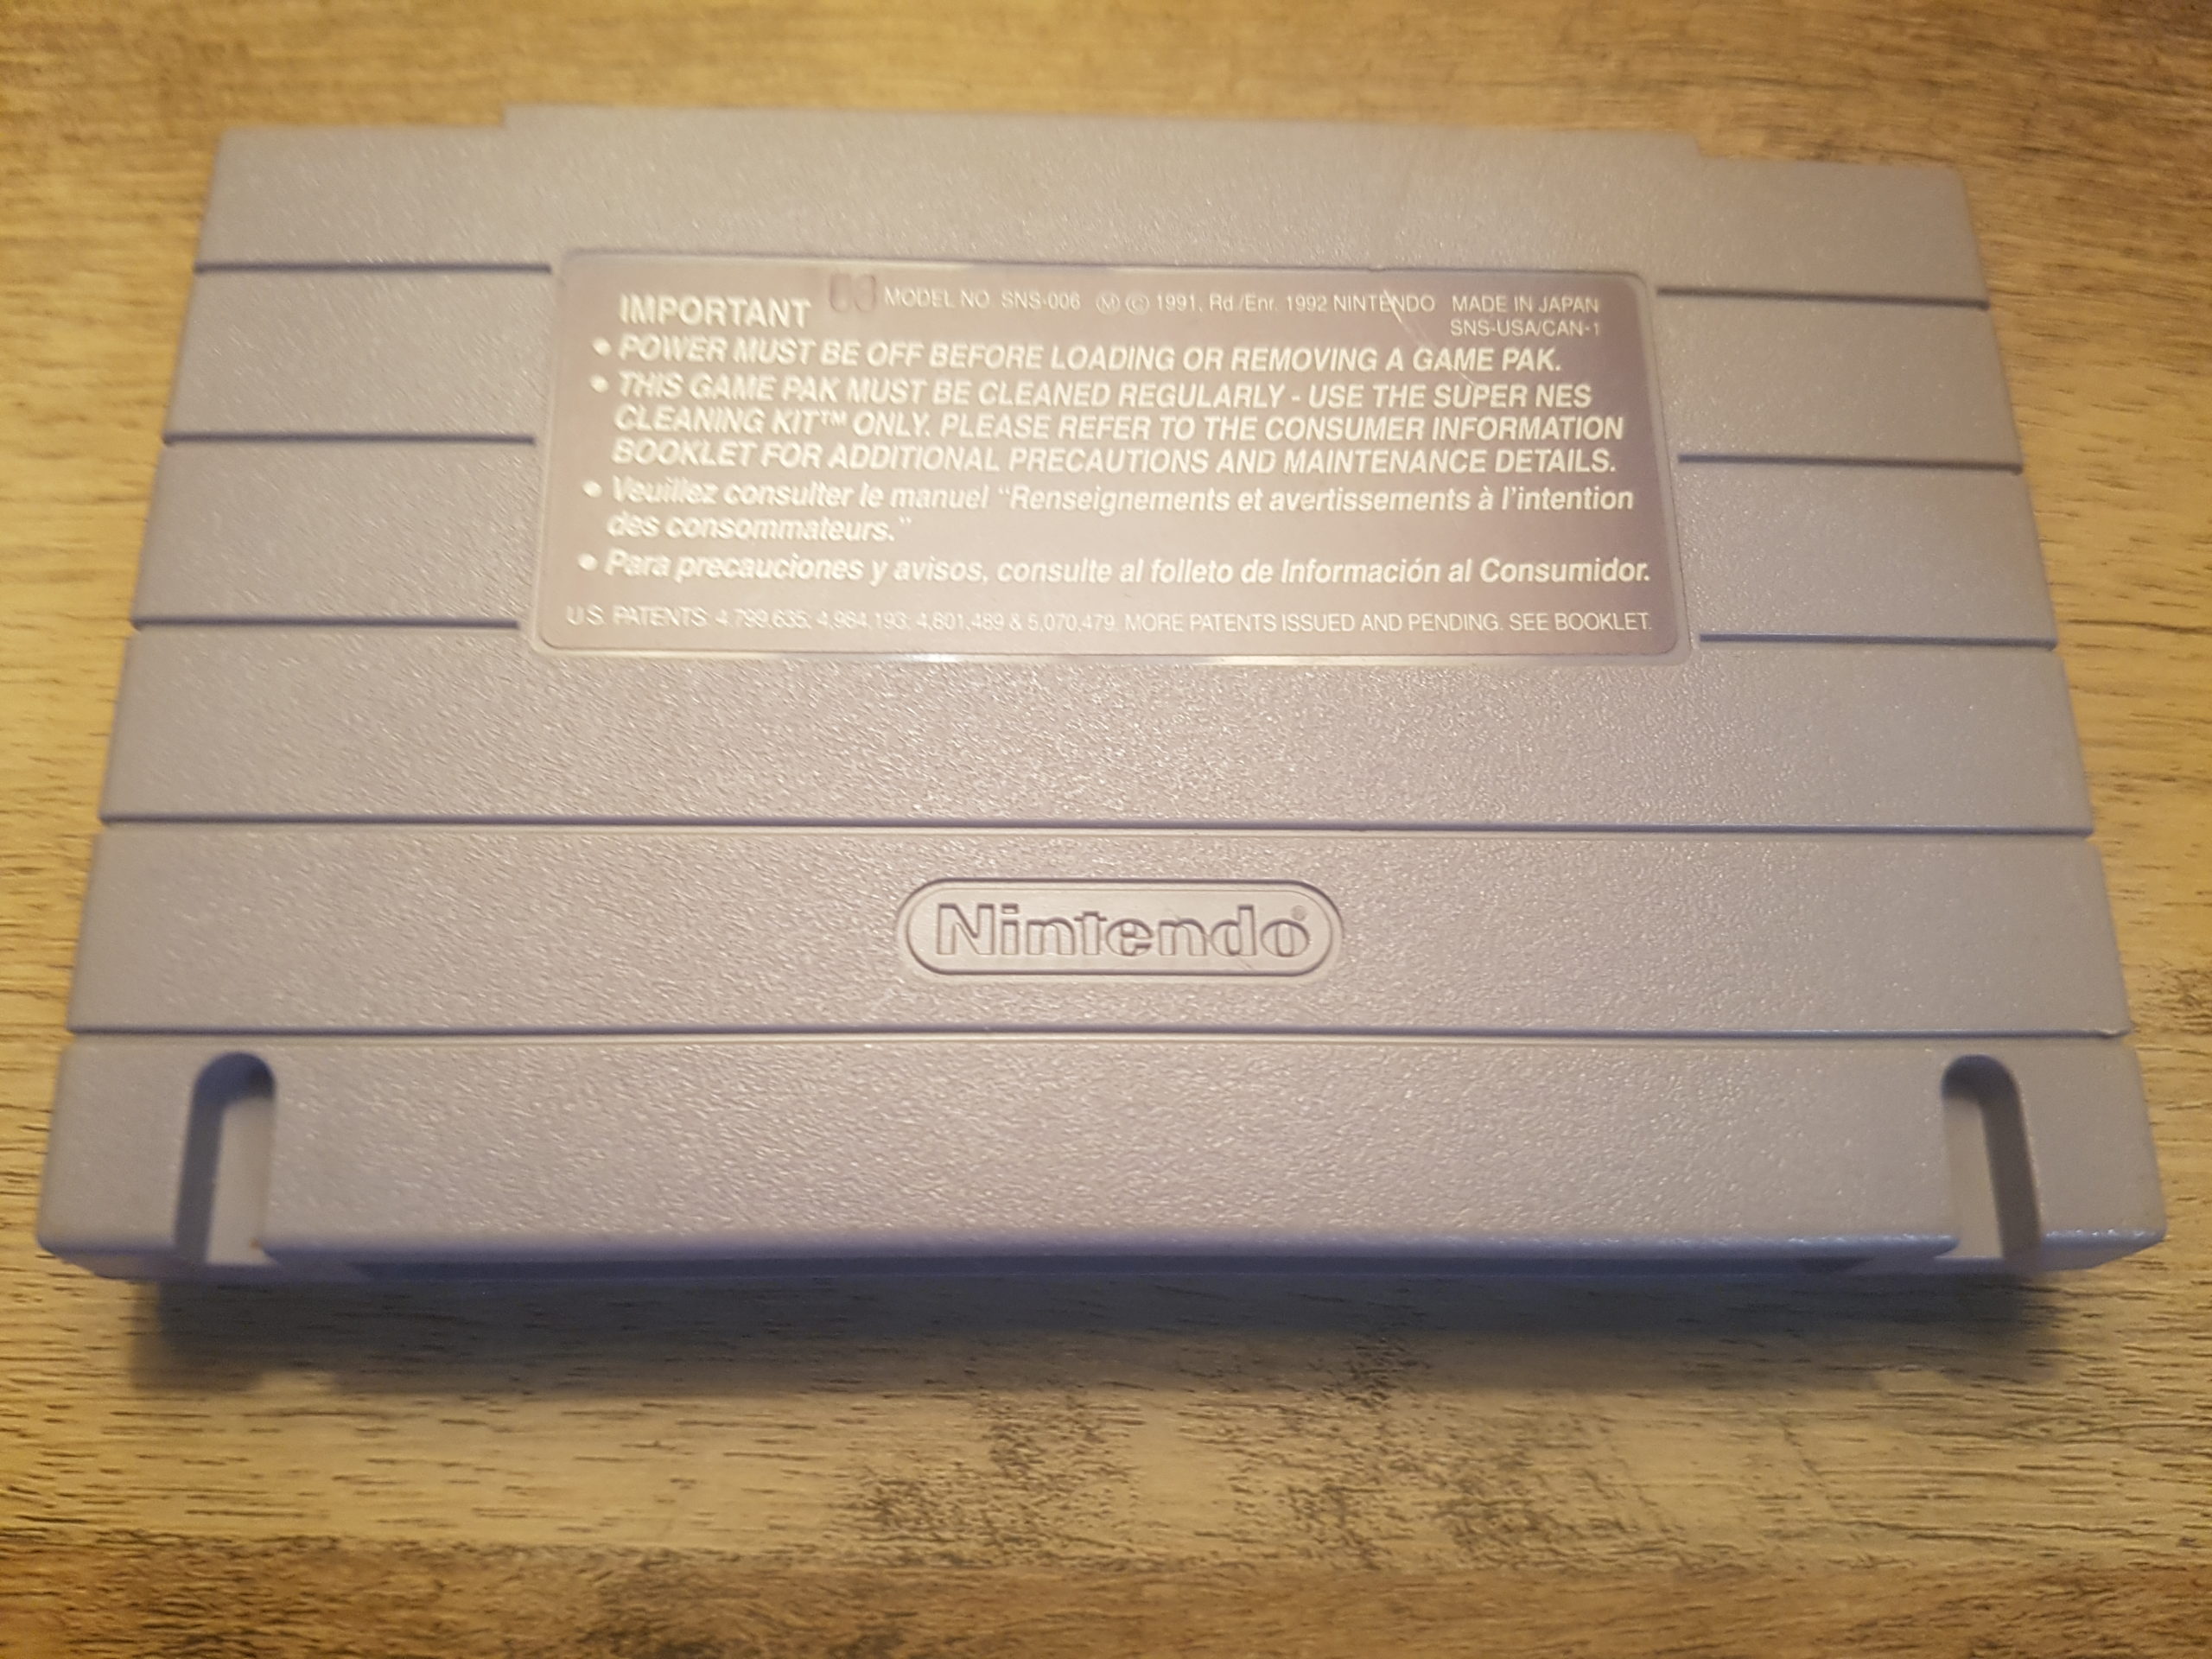 IMPORTANT MODEL NO. SNS-006 Ⓜ © 1991, Rd./Enr. 1992 NINTENDO MADE IN JAPAN
SNS-USA/CAN-1
• POWER MUST BE OFF BEFORE LOADING OR REMOVING A GAME PAK.
• THIS GAME PAK MUST BE CLEANED REGULARLY - USE THE SUPER NES
CLEANING KIT™ ONLY. PLEASE REFER TO THE CONSUMER INFORMATION
BOOKLET FOR ADDITIONAL PRECAUTIONS AND MAINTENANCE DETAILS.
• Veuillez consulter le manuel “Renseignements et avertissements à l’intention
des consommateurs.”
• Para precauciones y avisos, consulte al folleto de Información al Consumidor.
U.S. PATENTS: 4,799,635; 4,984,193; 4,801,489 & 5,070,479. MORE PATENTS ISSUED AND PENDING. SEE BOOKLET.
Nintendo®